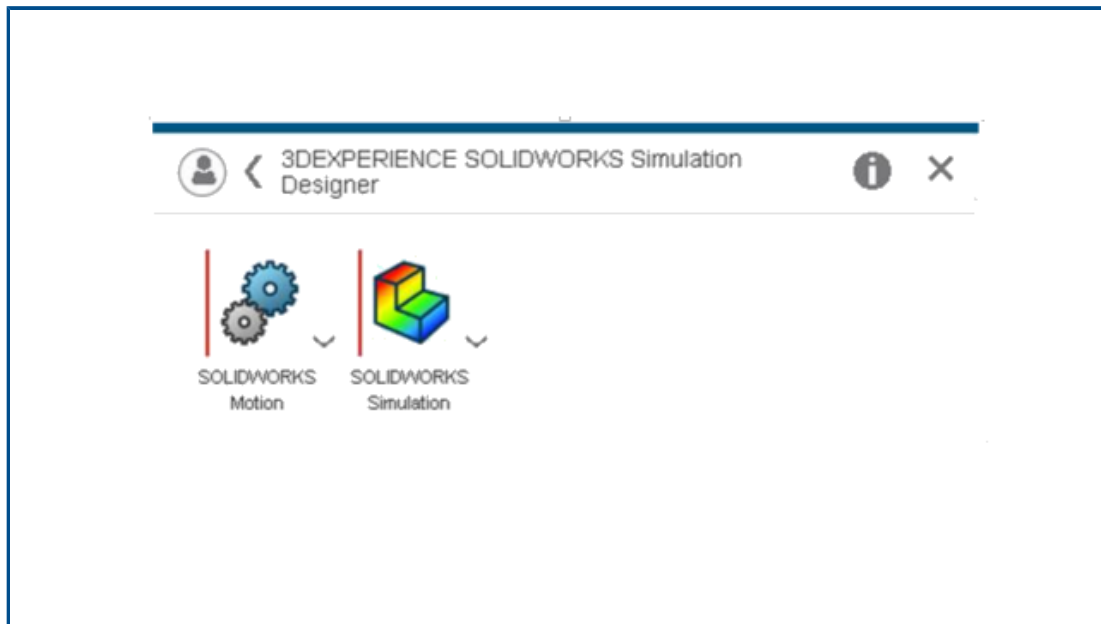 3DEXPERIENCE SOLIDWORKS Simulation
Designer
SOLIDWORKS
Motion
SOLIDWORKS
Simulation